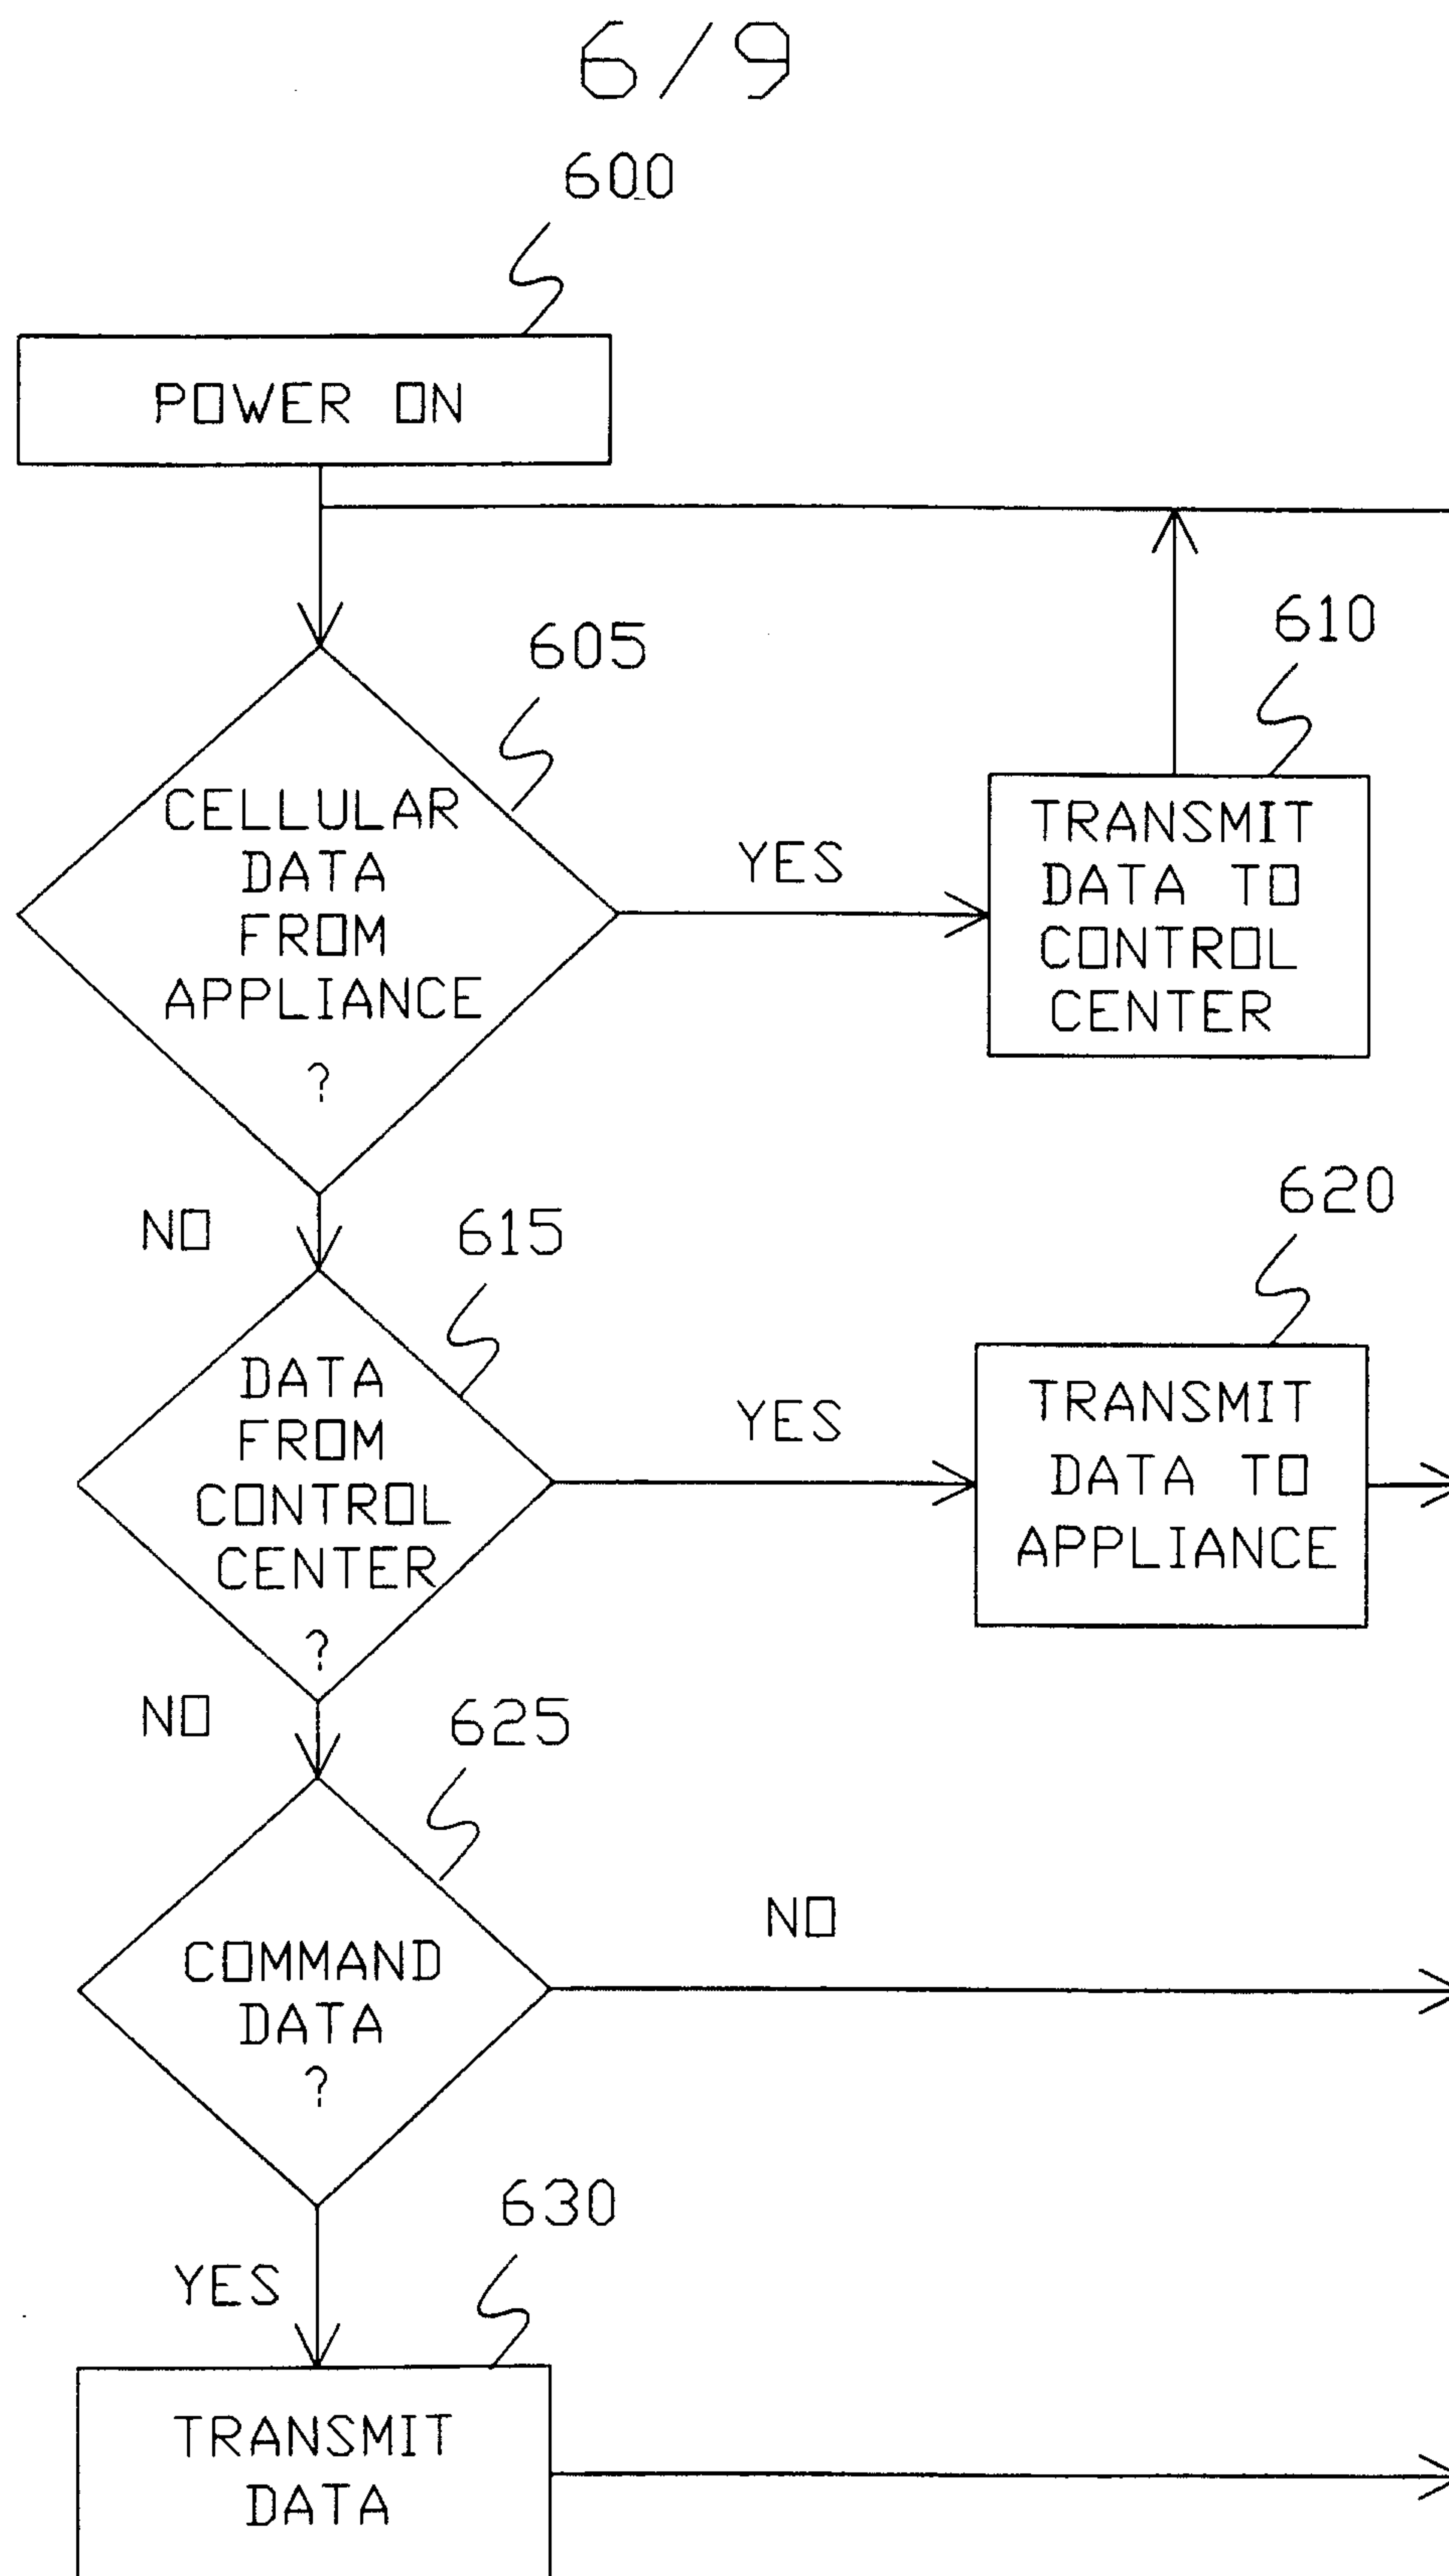 6/9
600
POWER ON
605
610
CELLULAR
DATA
FROM
APPLIANCE
?
YES
TRANSMIT
DATA TO
CONTROL
CENTER
NO
615
620
DATA
FROM
CONTROL
CENTER
?
YES
TRANSMIT
DATA TO
APPLIANCE
NO
625
COMMAND
DATA
?
NO
630
YES
TRANSMIT
DATA